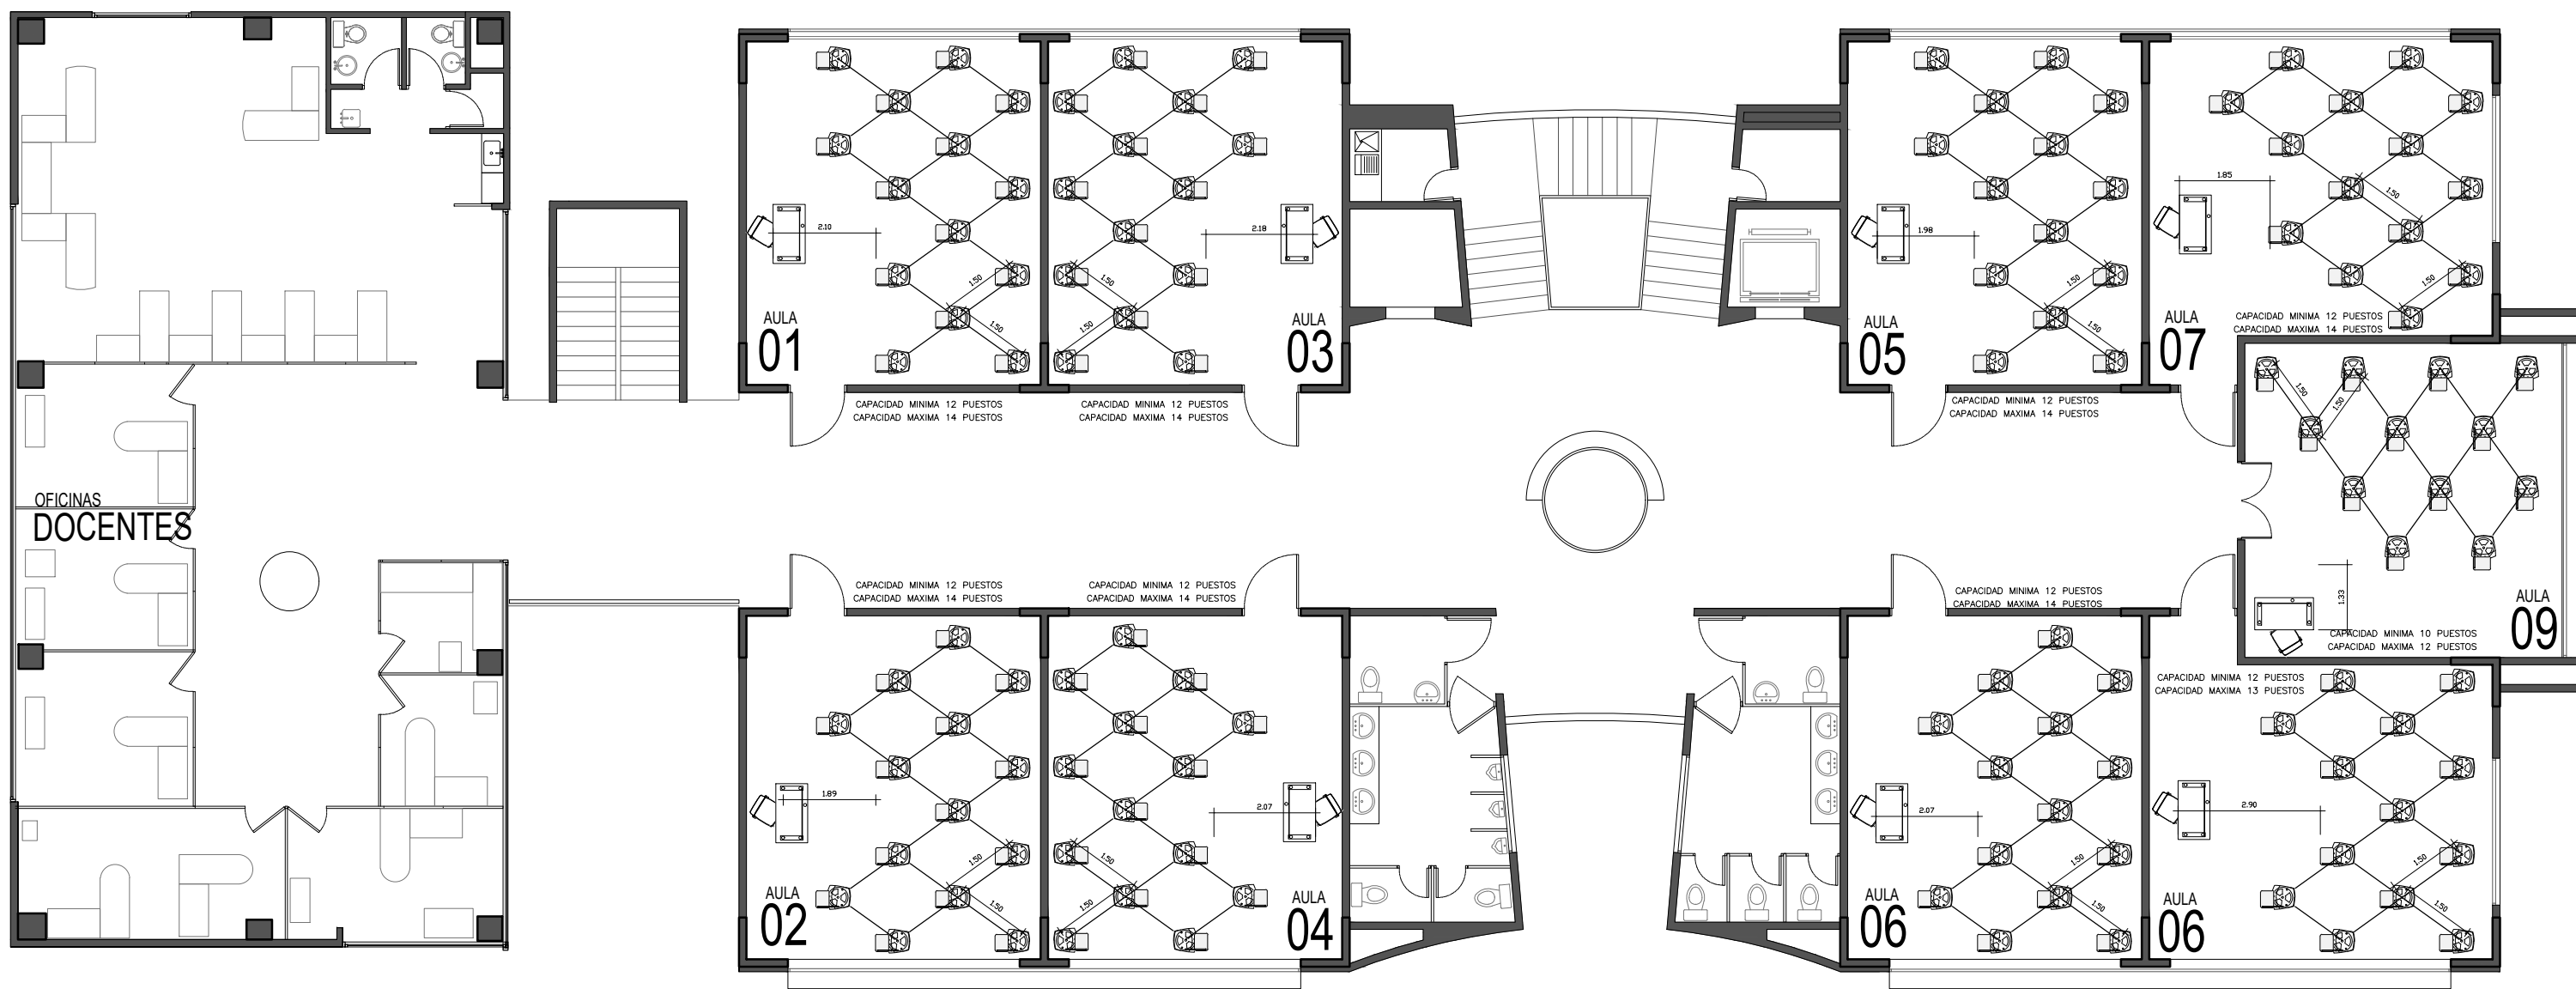 OFICINAS
DOCENTES
AULA
01
2.10
1.50
1.50
CAPACIDAD MINIMA 12 PUESTOS
CAPACIDAD MAXIMA 14 PUESTOS
AULA
03
2.18
1.50
1.50
CAPACIDAD MINIMA 12 PUESTOS
CAPACIDAD MAXIMA 14 PUESTOS
AULA
05
1.98
1.50
1.50
CAPACIDAD MINIMA 12 PUESTOS
CAPACIDAD MAXIMA 14 PUESTOS
AULA
07
1.85
1.50
1.50
CAPACIDAD MINIMA 12 PUESTOS
CAPACIDAD MAXIMA 14 PUESTOS
1.50
1.50
1.33
AULA
09
CAPACIDAD MINIMA 10 PUESTOS
CAPACIDAD MAXIMA 12 PUESTOS
CAPACIDAD MINIMA 12 PUESTOS
CAPACIDAD MAXIMA 14 PUESTOS
1.89
1.50
1.50
AULA
02
CAPACIDAD MINIMA 12 PUESTOS
CAPACIDAD MAXIMA 14 PUESTOS
2.07
1.50
1.50
AULA
04
CAPACIDAD MINIMA 12 PUESTOS
CAPACIDAD MAXIMA 14 PUESTOS
2.07
1.50
1.50
AULA
06
CAPACIDAD MINIMA 12 PUESTOS
CAPACIDAD MAXIMA 13 PUESTOS
2.90
1.50
1.50
AULA
06